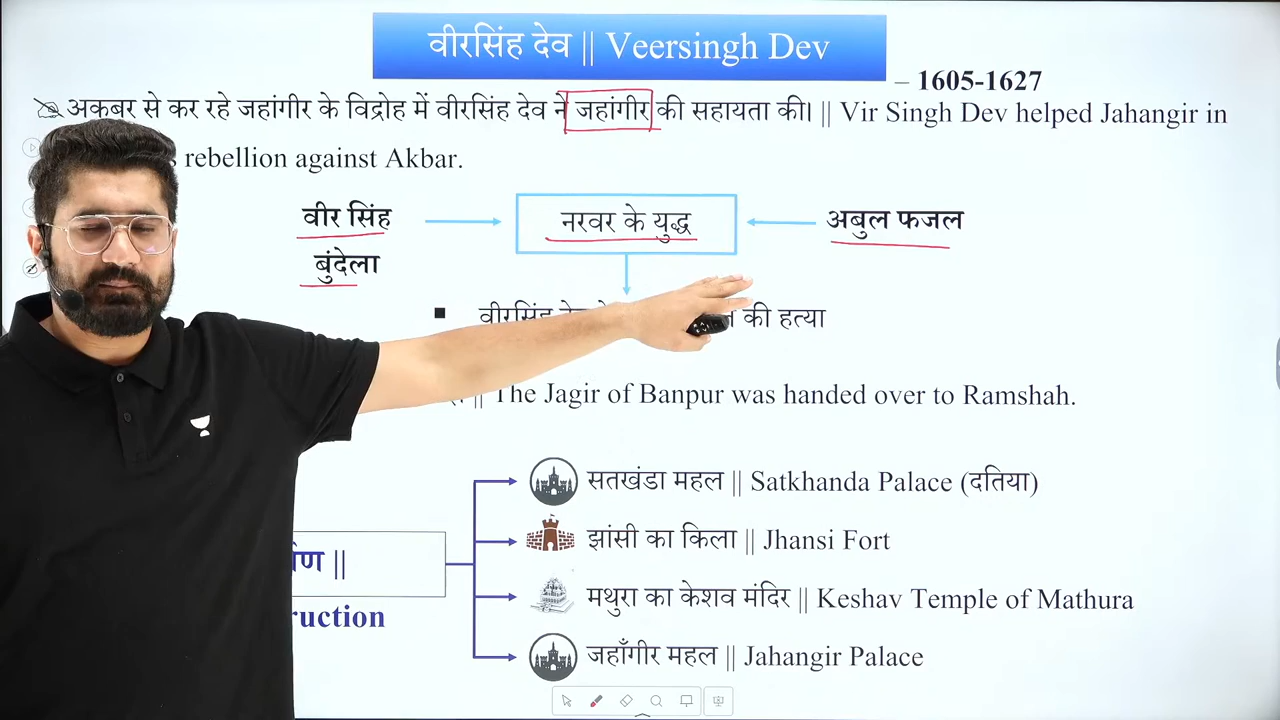 वीरसिंह देव || Veersingh Dev
– 1605-1627
अकबर से कर रहे जहांगीर के विद्रोह में वीरसिंह देव ने जहांगीर की सहायता की। || Vir Singh Dev helped Jahangir in
rebellion against Akbar.
वीर सिंह नरवर के युद्ध अबुल फजल
बुंदेला
वीरसिंह की हत्या
|| The Jagir of Banpur was handed over to Ramshah.
सतखंडा महल || Satkhanda Palace (दतिया)
झांसी का किला || Jhansi Fort
||
मथुरा का केशव मंदिर || Keshav Temple of Mathura
जहाँगीर महल || Jahangir Palace